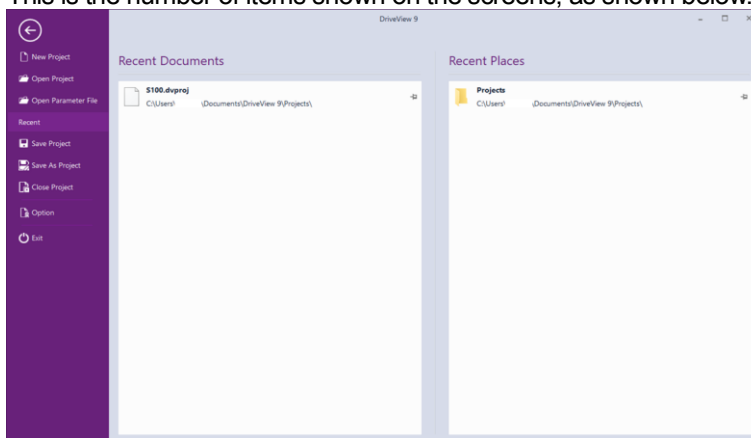 This is the number of items shown on the screens, as shown below.
DriveView 9
New Project
Open Project
Open Parameter File
Recent
Save Project
Save As Project
Close Project
Option
Exit
Recent Documents
S100.dvproj
C:\Users\ \Documents\DriveView 9\Projects\
Recent Places
Projects
C:\Users\ \Documents\DriveView 9\Projects\